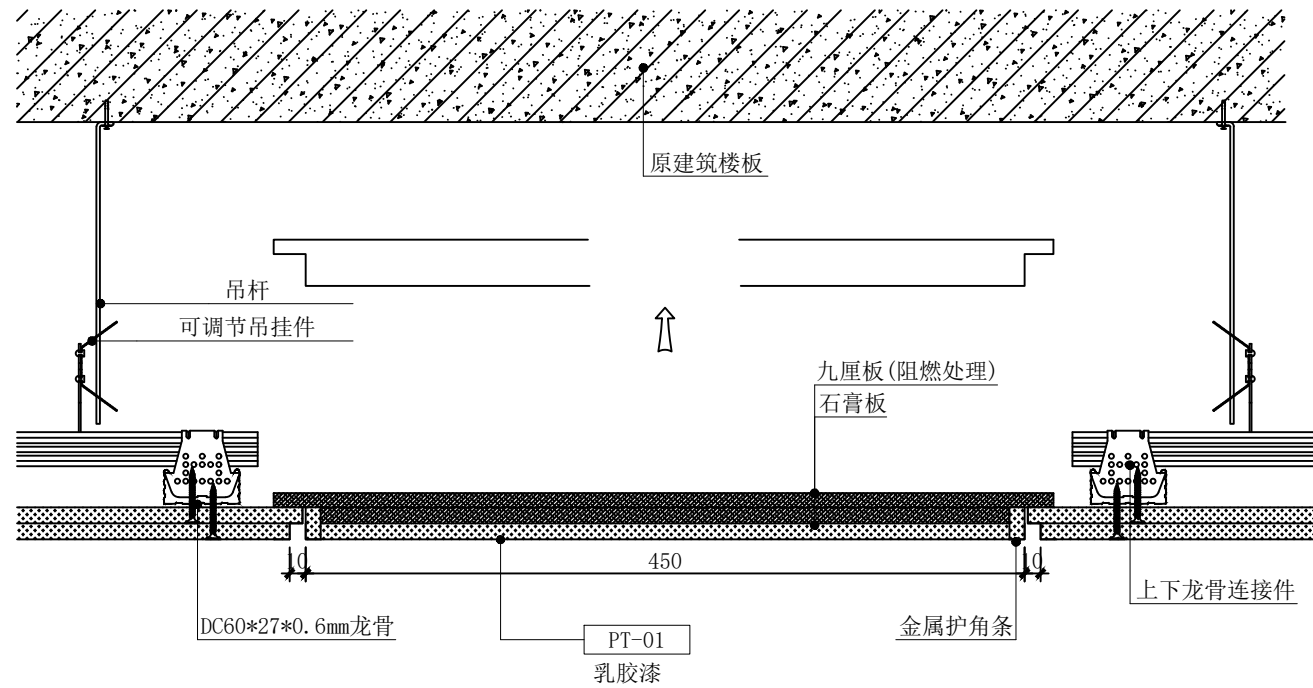 原建筑楼板
吊杆
可调节吊挂件
九厘板(阻燃处理)
石膏板
10
450
10
上下龙骨连接件
DC60*27*0.6mm龙骨
金属护角条
PT-01
乳胶漆